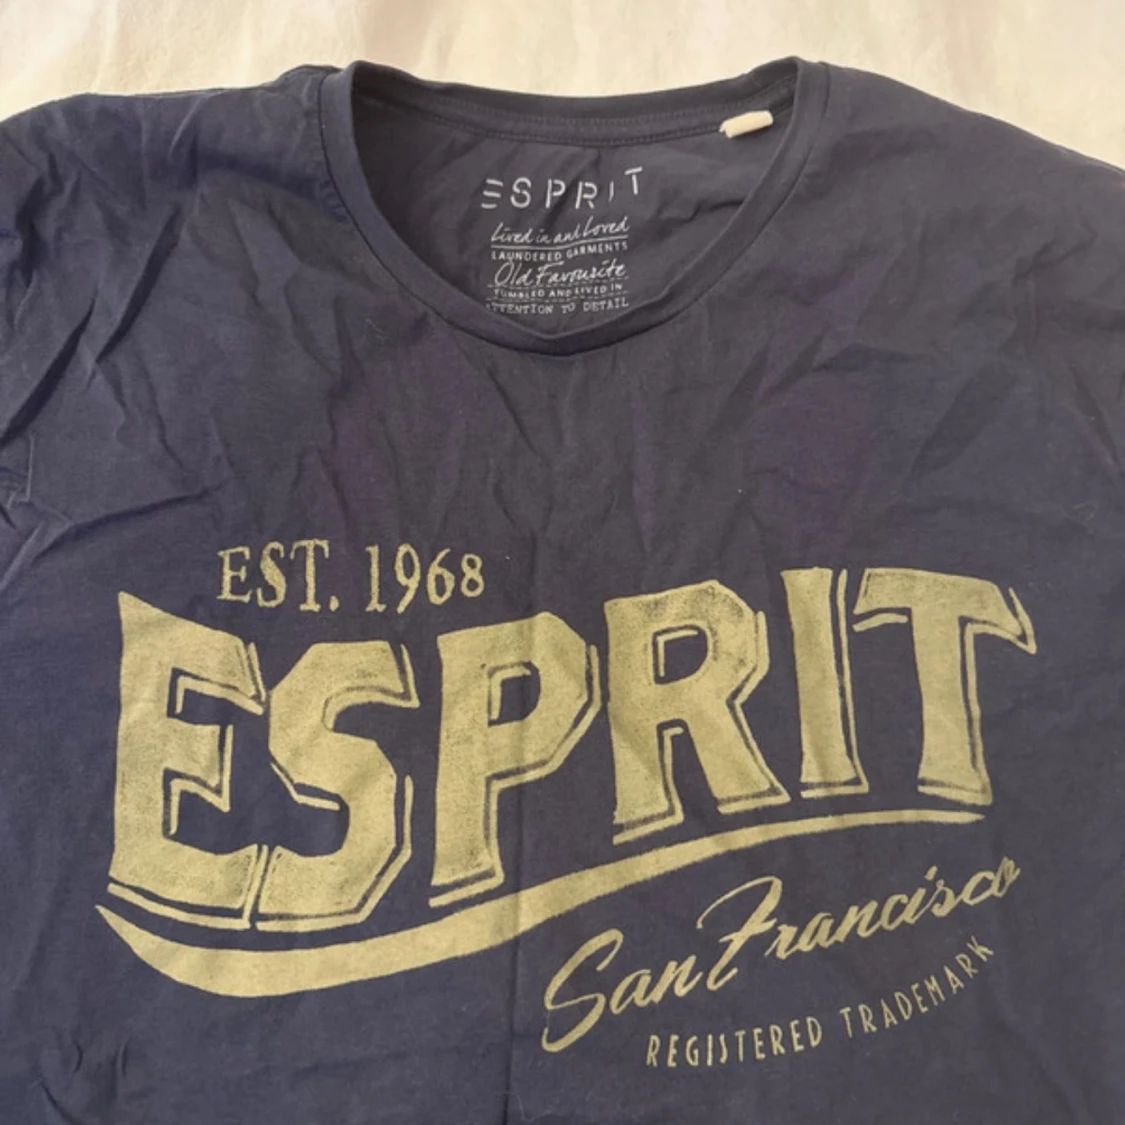 ESPRIT
Lived in and Loved
LAUNDERED GARMENTS
Old Favourite
TUMBLED AND LIVED IN
ATTENTION TO DETAIL
EST. 1968
ESPRIT
San Francisco
REGISTERED TRADEMARK